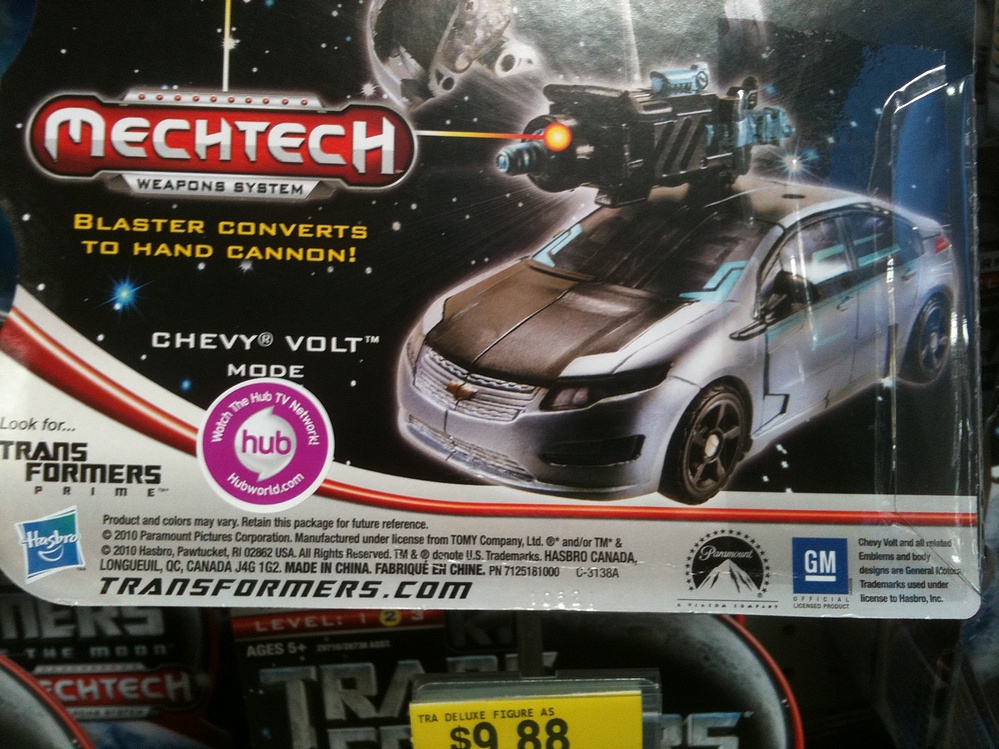 MECHTECH
WEAPONS SYSTEM
BLASTER CONVERTS
TO HAND CANNON!
CHEVY® VOLT™
MODE
Watch The Hub TV Network!
hub
Hubworld.com
Look for...
TRANS
FORMERS
PRIME™
Hasbro
Product and colors may vary. Retain this package for future reference.
© 2010 Paramount Pictures Corporation. Manufactured under license from TOMY Company, Ltd. ®* and/or TM* &
© 2010 Hasbro, Pawtucket, RI 02862 USA. All Rights Reserved. TM & ® denote U.S. Trademarks. HASBRO CANADA,
LONGUEUIL, QC, CANADA J4G 1G2. MADE IN CHINA. FABRIQUÉ EN CHINE. PN 7125161000 C-3138A
TRANSFORMERS.COM
Paramount
A VIACOM COMPANY
GM
OFFICIAL
LICENSED PRODUCT
Chevy Volt and all related
Emblems and body
designs are General Motors
Trademarks used under
license to Hasbro, Inc.
MERS
THE MOON
ECHTECH
LEVEL: 1 2 3
AGES 5+
TRA
TRA DELUXE FIGURE AS
$9.88